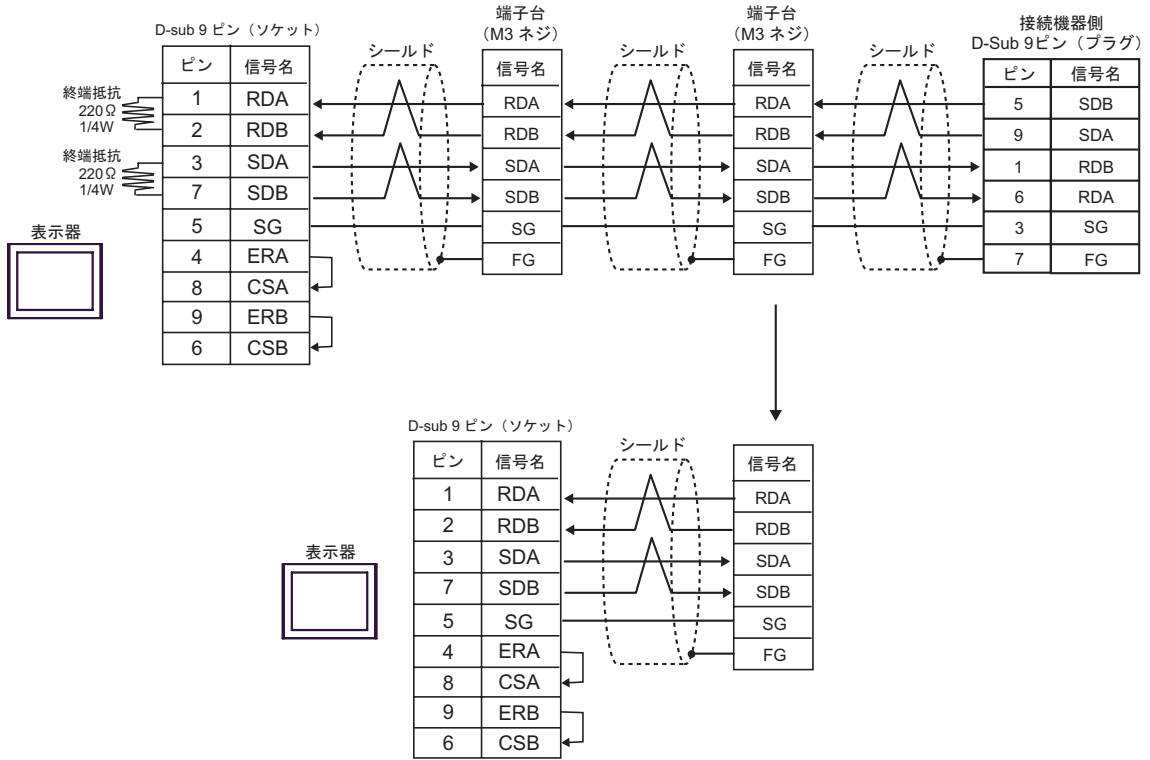 D-sub 9 ピン（ソケット）
ピン 信号名
1 RDA
2 RDB
3 SDA
7 SDB
5 SG
4 ERA
8 CSA
9 ERB
6 CSB
終端抵抗
220Ω
1/4W
終端抵抗
220Ω
1/4W
表示器
シールド
端子台
（M3 ネジ）
信号名
RDA
RDB
SDA
SDB
SG
FG
シールド
端子台
（M3 ネジ）
信号名
RDA
RDB
SDA
SDB
SG
FG
シールド
接続機器側
D-Sub 9ピン（プラグ）
ピン 信号名
5 SDB
9 SDA
1 RDB
6 RDA
3 SG
7 FG
D-sub 9 ピン（ソケット）
ピン 信号名
1 RDA
2 RDB
3 SDA
7 SDB
5 SG
4 ERA
8 CSA
9 ERB
6 CSB
表示器
シールド
信号名
RDA
RDB
SDA
SDB
SG
FG